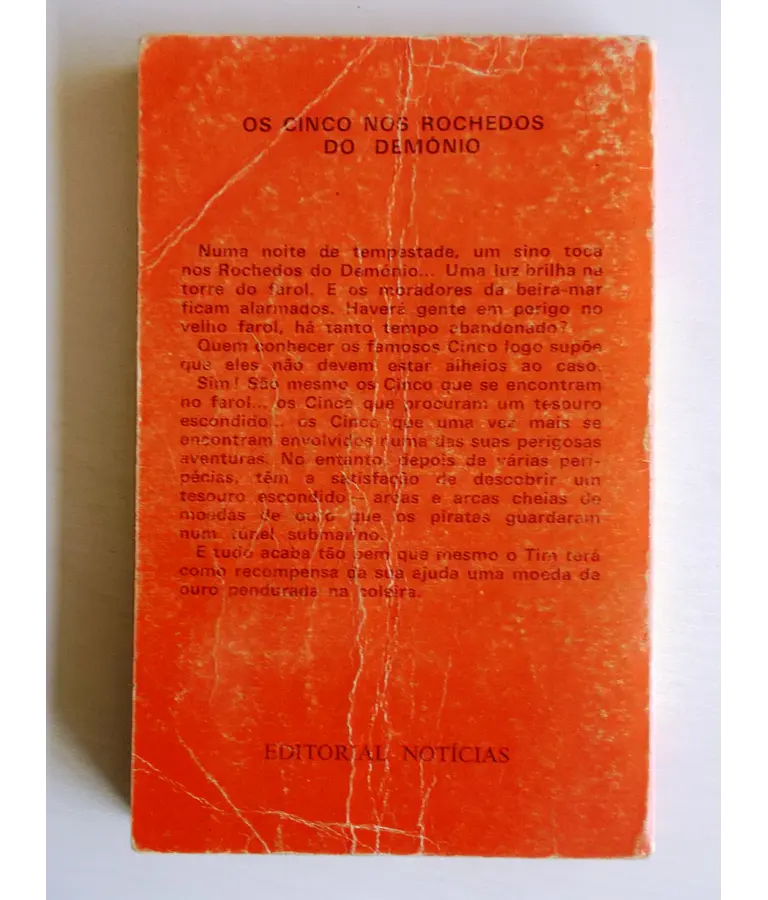 OS CINCO NOS ROCHEDOS
DO DEMÓNIO
Numa noite de tempestade, um sino toca
nos Rochedos do Demónio... Uma luz brilha na
torre do farol. E os moradores da beira-mar
ficam alarmados. Haverá gente em perigo no
velho farol, há tanto tempo abandonado?
Quem conhecer os famosos Cinco logo supõe
que eles não devem estar alheios ao caso.
Sim! São mesmo os Cinco que se encontram
no farol... os Cinco que procuram um tesouro
escondido... os Cinco que uma vez mais se
encontram envolvidos numa das suas perigosas
aventuras. No entanto, depois de várias peri-
pécias, têm a satisfação de descobrir um
tesouro escondido — arcas e arcas cheias de
moedas de ouro que os piratas guardaram
num túnel submarino.
E tudo acaba tão bem que mesmo o Tim terá
como recompensa da sua ajuda uma moeda de
ouro pendurada na coleira.
EDITORIAL NOTÍCIAS